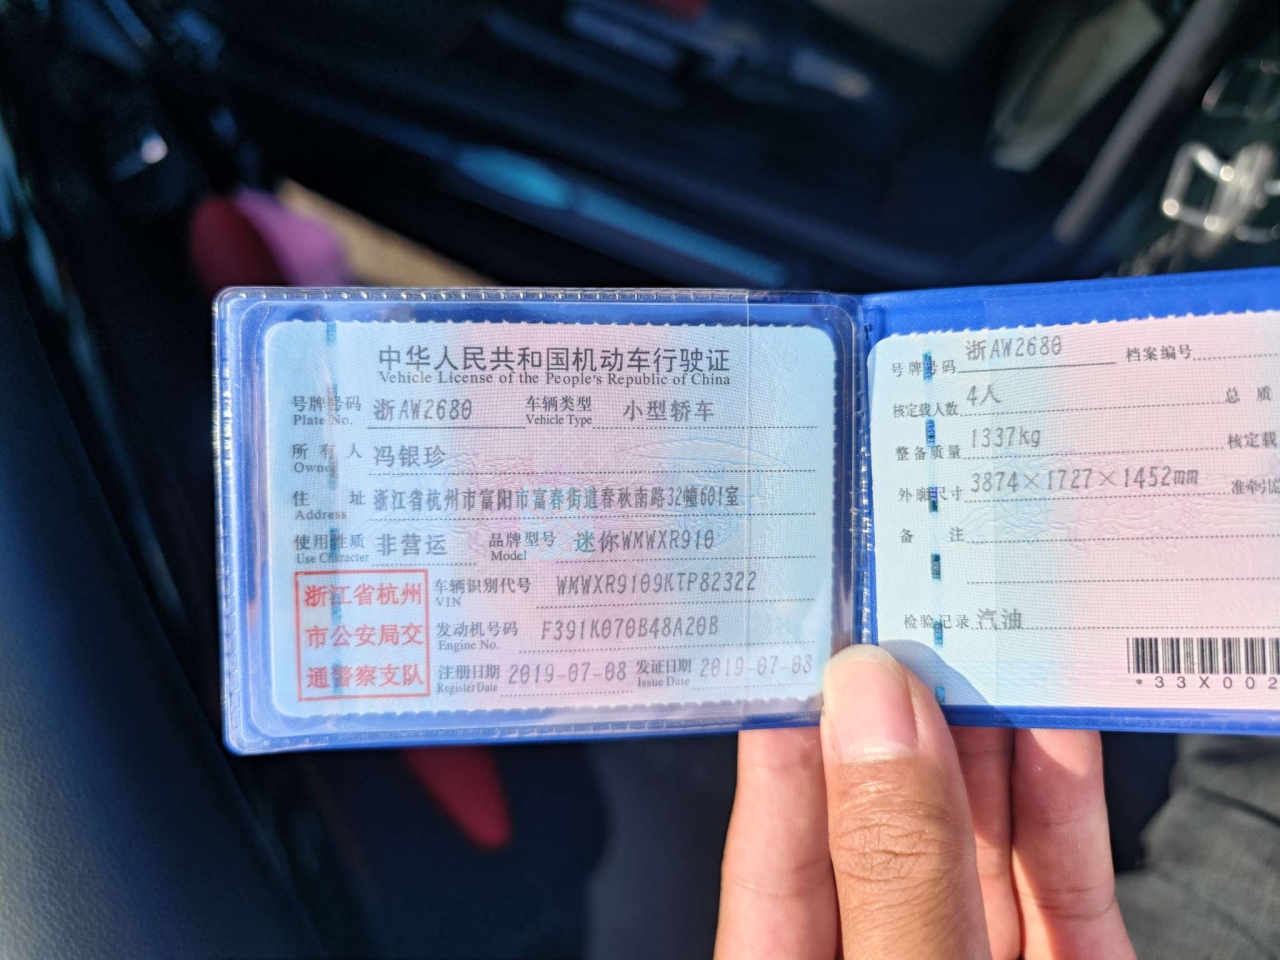 中华人民共和国机动车行驶证
Vehicle License of the People's Republic of China
号牌号码 浙AW2680 车辆类型 小型轿车
Plate No. Vehicle Type
所有人 冯银珍
Owner
住址 浙江省杭州市富阳市富春街道春秋南路32幢601室
Address
使用性质 非营运 品牌型号 迷你WMWXR910
Use Character Model
车辆识别代号 WMWXR9109KTP82322
VIN
发动机号码 F391K070B48A20B
Engine No.
注册日期 2019-07-08 发证日期 2019-07-08
Register Date Issue Date
浙江省杭州
市公安局交
通警察支队
号牌号码 浙AW2680 档案编号
核定载人数 4人 总质
整备质量 1337kg 核定载
外廓尺寸 3874×1727×1452mm 准牵引总
备注
检验记录 汽油
*33X002